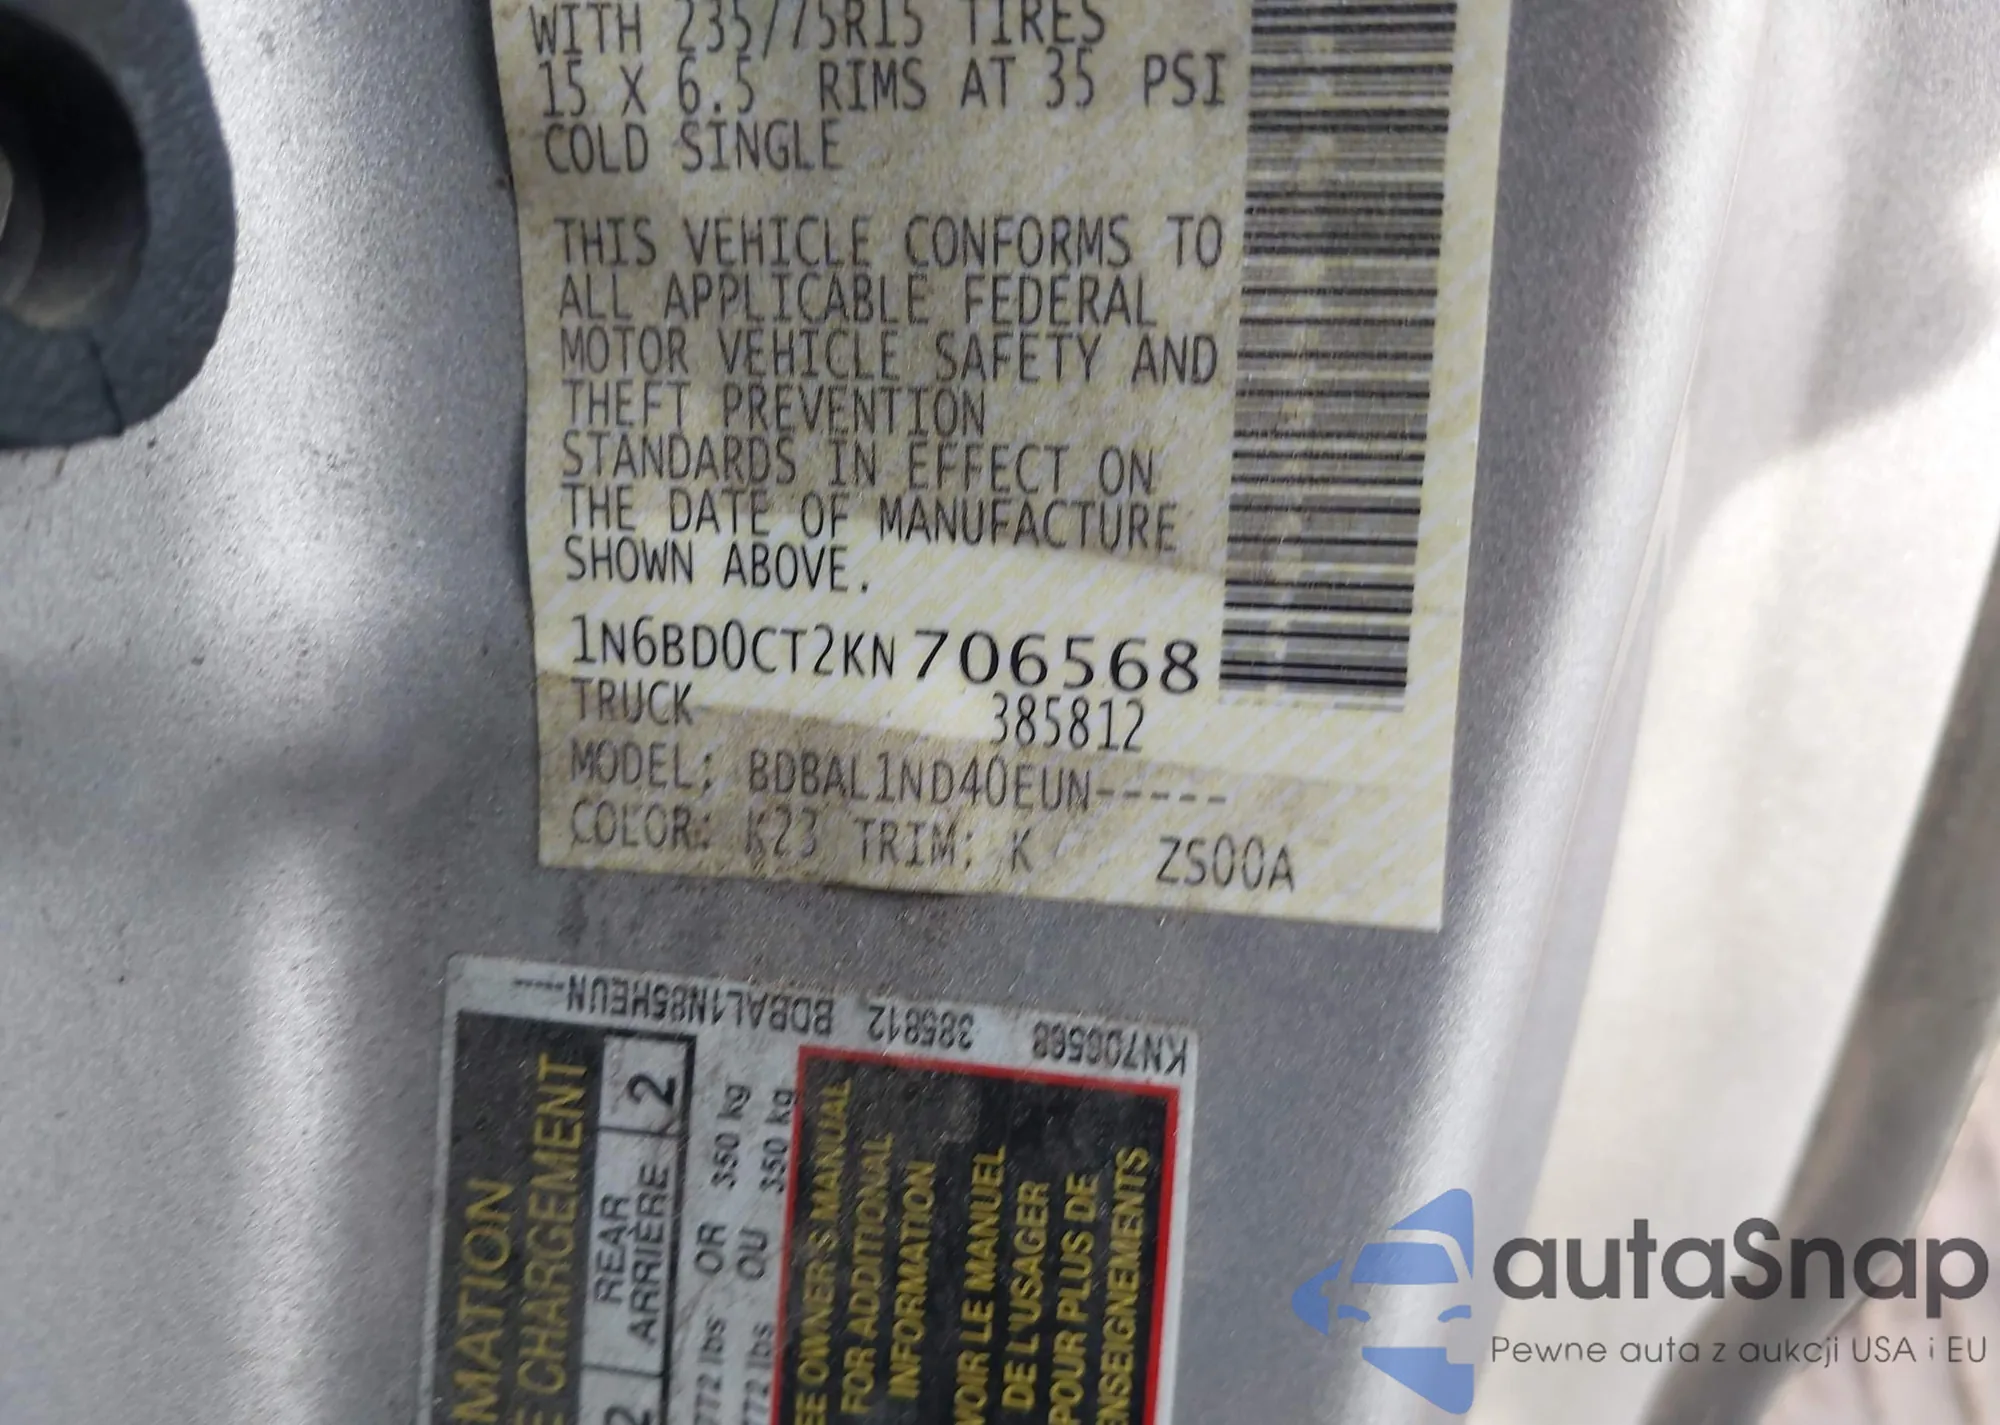 WITH 235/75R15 TIRES
15 X 6.5 RIMS AT 35 PSI
COLD SINGLE
THIS VEHICLE CONFORMS TO
ALL APPLICABLE FEDERAL
MOTOR VEHICLE SAFETY AND
THEFT PREVENTION
STANDARDS IN EFFECT ON
THE DATE OF MANUFACTURE
SHOWN ABOVE.
1N6BD0CT2KN706568
TRUCK 385812
MODEL: BDBAL1ND40EUN-----
COLOR: K23 TRIM: K ZS00A
KN706568 385812 BDBAL1N85HEUN-----
MATION
E CHARGEMENT
REAR 2
ARRIÈRE
2
772 lbs OR 350 kg
772 lbs OU 350 kg
EE OWNER'S MANUAL
FOR ADDITIONAL
INFORMATION
VOIR LE MANUEL
DE L'USAGER
POUR PLUS DE
ENSEIGNEMENTS
autaSnap
Pewne auta z aukcji USA i EU